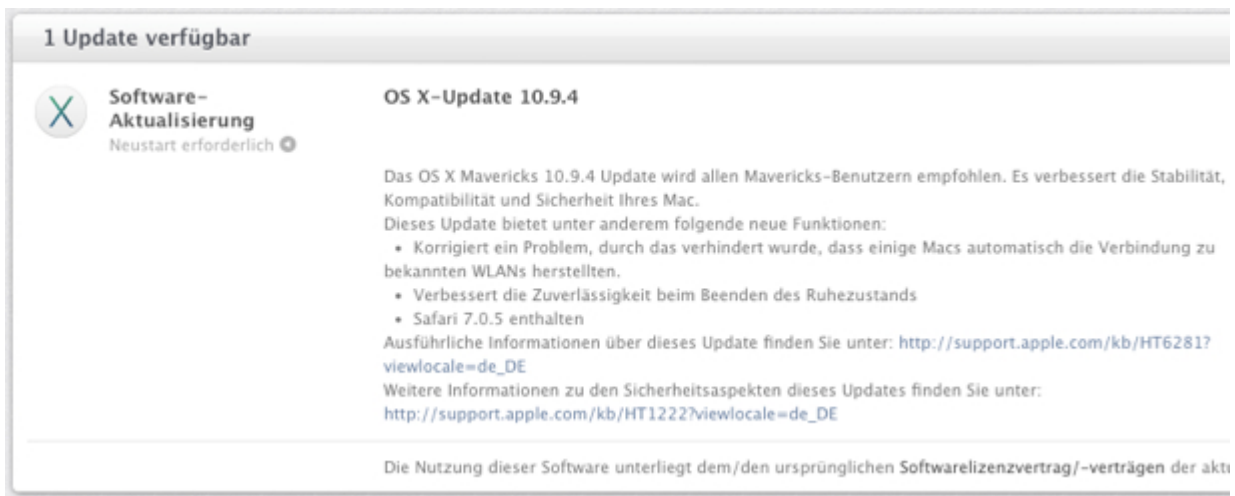 1 Update verfügbar
Software-
Aktualisierung
Neustart erforderlich
OS X-Update 10.9.4
Das OS X Mavericks 10.9.4 Update wird allen Mavericks-Benutzern empfohlen. Es verbessert die Stabilität,
Kompatibilität und Sicherheit Ihres Mac.
Dieses Update bietet unter anderem folgende neue Funktionen:
• Korrigiert ein Problem, durch das verhindert wurde, dass einige Macs automatisch die Verbindung zu
bekannten WLANs herstellten.
• Verbessert die Zuverlässigkeit beim Beenden des Ruhezustands
• Safari 7.0.5 enthalten
Ausführliche Informationen über dieses Update finden Sie unter: http://support.apple.com/kb/HT6281?
viewlocale=de_DE
Weitere Informationen zu den Sicherheitsaspekten dieses Updates finden Sie unter:
http://support.apple.com/kb/HT1222?viewlocale=de_DE
Die Nutzung dieser Software unterliegt dem/den ursprünglichen Softwarelizenzvertrag/-verträgen der